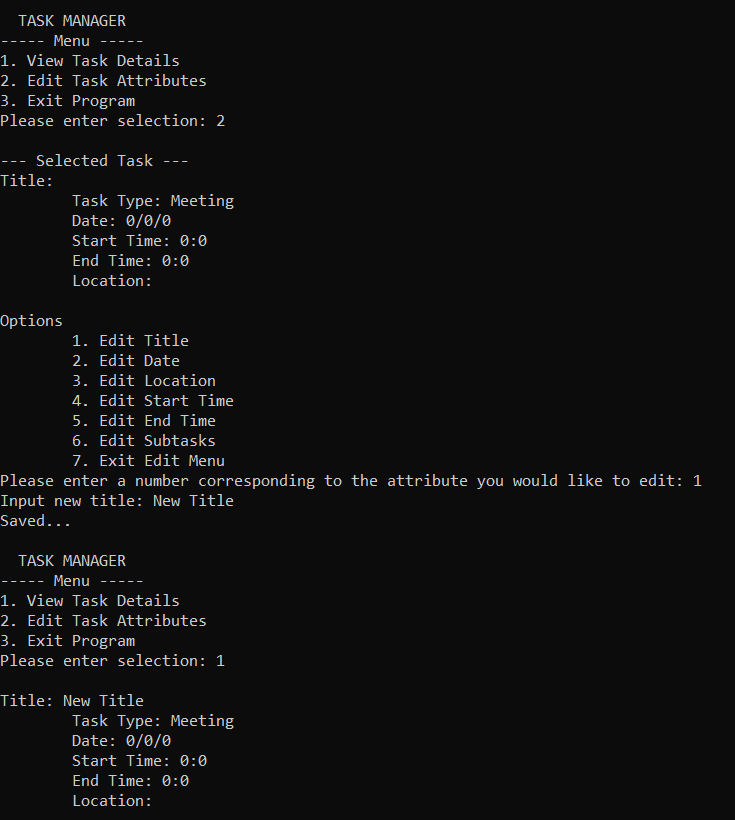 TASK MANAGER
----- Menu -----
1. View Task Details
2. Edit Task Attributes
3. Exit Program
Please enter selection: 2
--- Selected Task ---
Title:
Task Type: Meeting
Date: 0/0/0
Start Time: 0:0
End Time: 0:0
Location:
Options
1. Edit Title
2. Edit Date
3. Edit Location
4. Edit Start Time
5. Edit End Time
6. Edit Subtasks
7. Exit Edit Menu
Please enter a number corresponding to the attribute you would like to edit: 1
Input new title: New Title
Saved...
TASK MANAGER
----- Menu -----
1. View Task Details
2. Edit Task Attributes
3. Exit Program
Please enter selection: 1
Title: New Title
Task Type: Meeting
Date: 0/0/0
Start Time: 0:0
End Time: 0:0
Location: